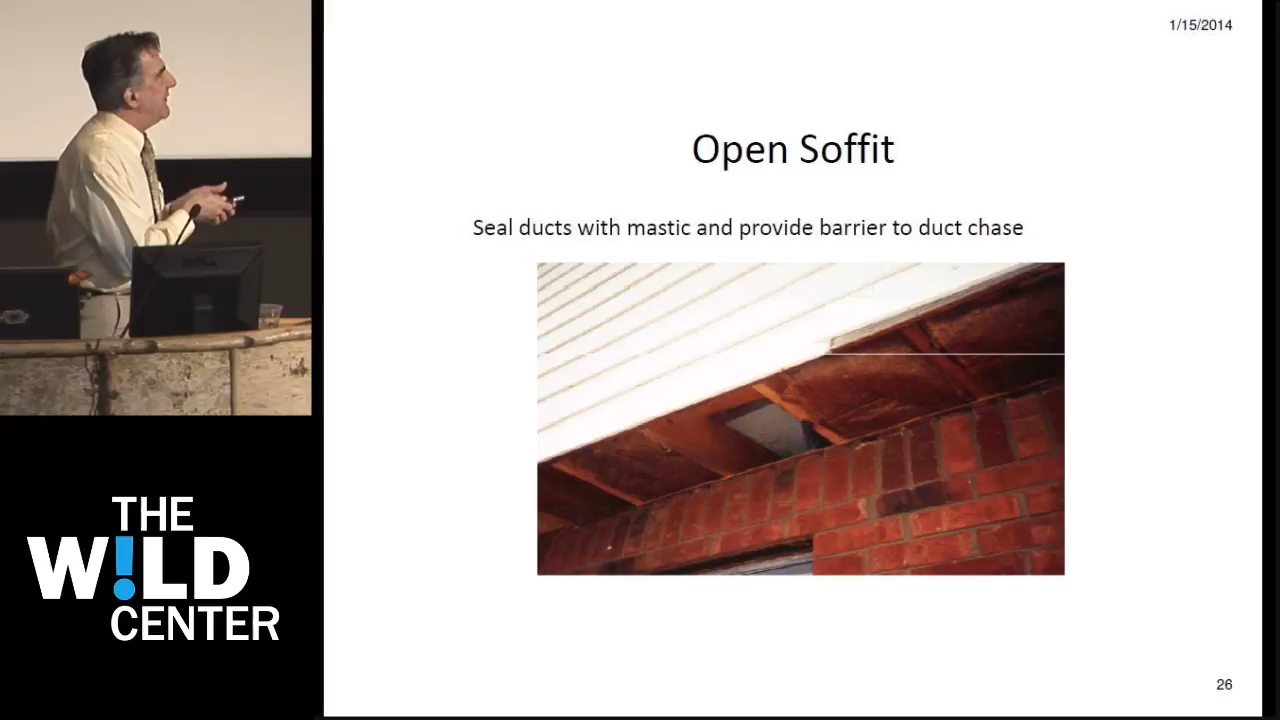 1/15/2014
Open Soffit
Seal ducts with mastic and provide barrier to duct chase
26
THE
W!LD
CENTER